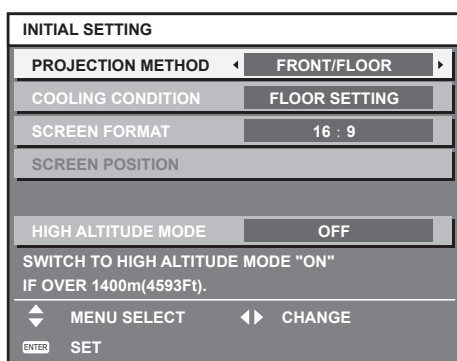 INITIAL SETTING
PROJECTION METHOD FRONT/FLOOR
COOLING CONDITION FLOOR SETTING
SCREEN FORMAT 16 : 9
SCREEN POSITION
HIGH ALTITUDE MODE OFF
SWITCH TO HIGH ALTITUDE MODE "ON"
IF OVER 1400m(4593Ft).
MENU SELECT CHANGE
ENTER SET